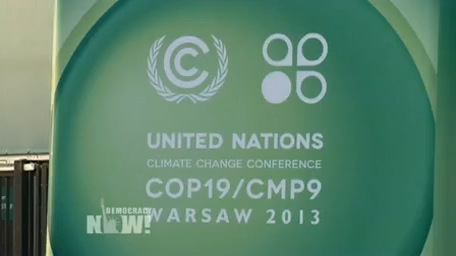 UNITED NATIONS
CLIMATE CHANGE CONFERENCE
COP19/CMP9
WARSAW 2013
DEMOCRACY
NOW!